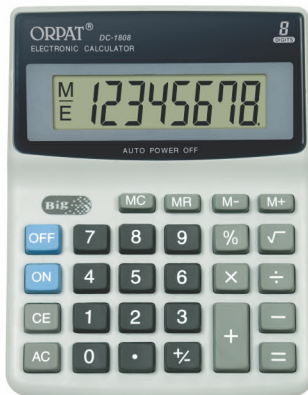 ORPAT®
DC-1808
8
DIGITS
ELECTRONIC CALCULATOR
M
E
12345678.
AUTO POWER OFF
Big
MC MR M- M+
OFF 7 8 9 % √
ON 4 5 6 × ÷
CE 1 2 3 + −
AC 0 • +/- =